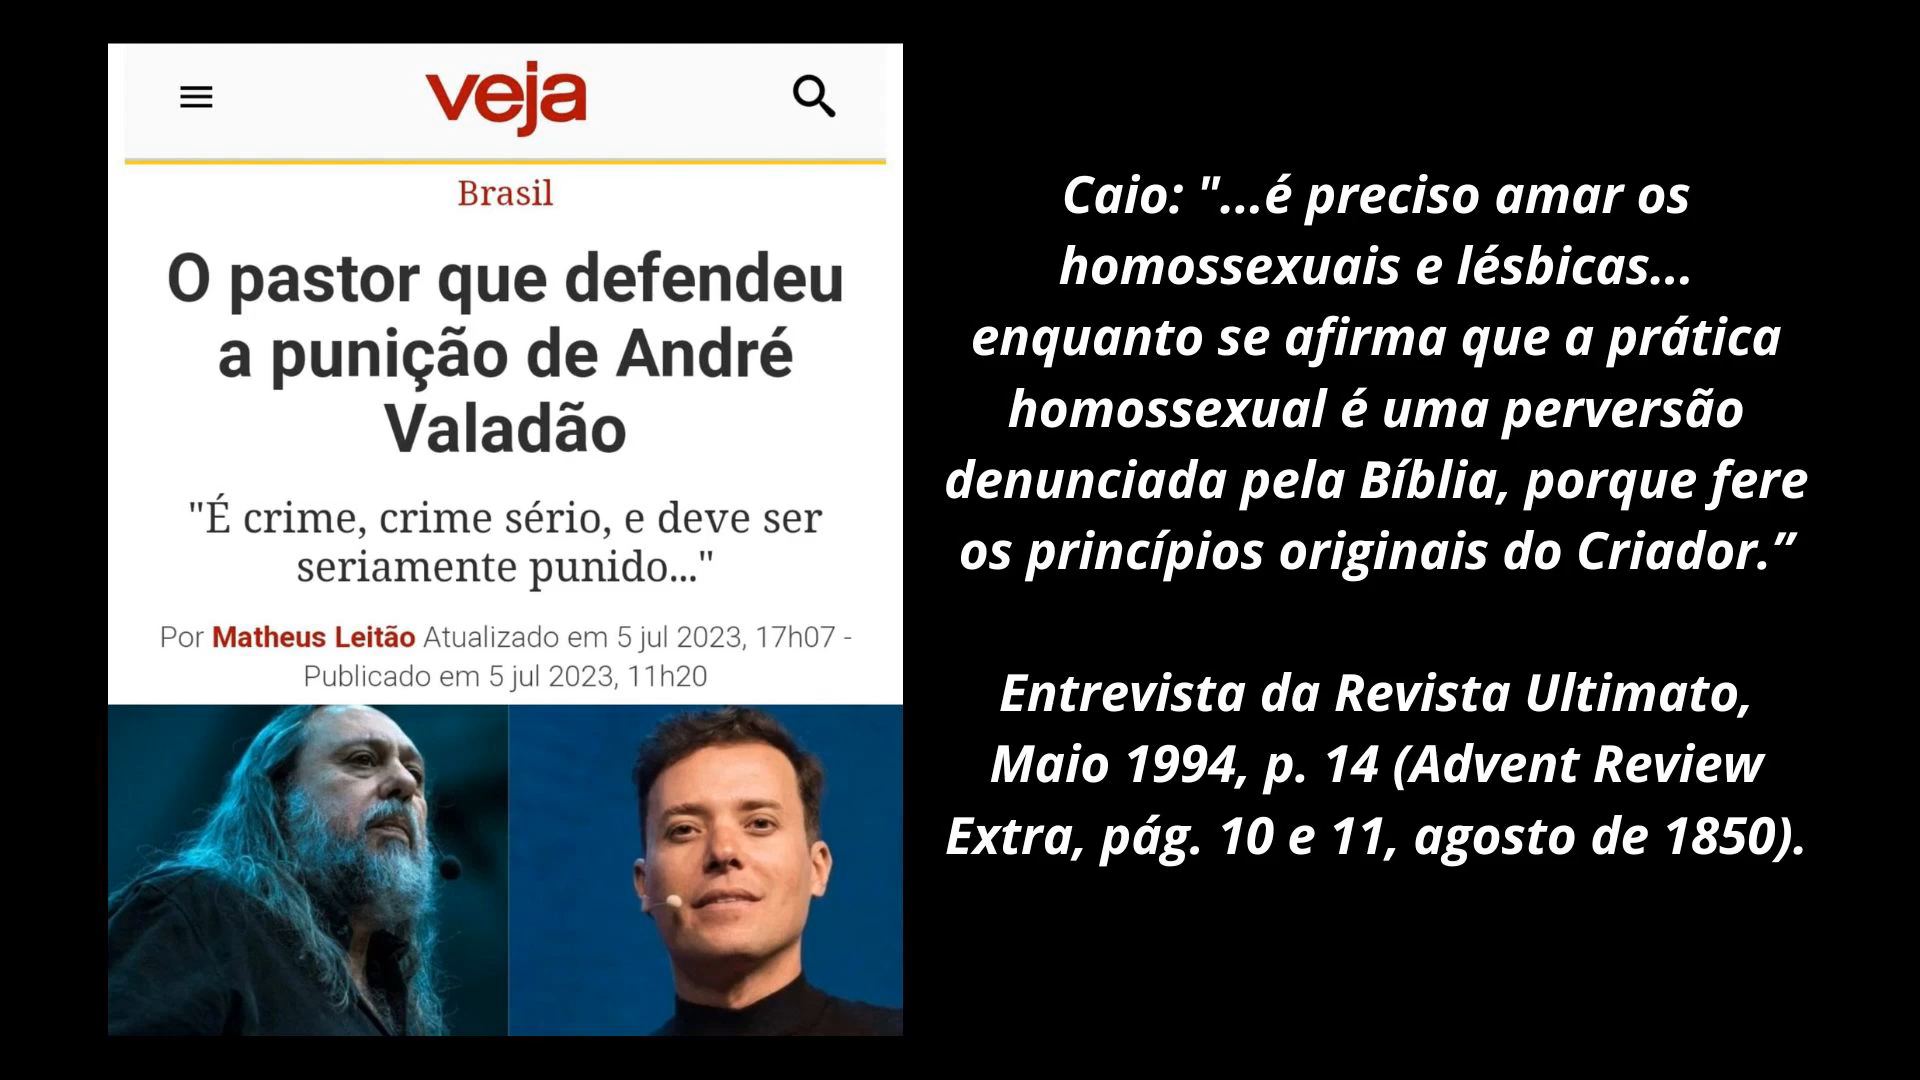 veja
Brasil
O pastor que defendeu
a punição de André
Valadão
"É crime, crime sério, e deve ser
seriamente punido..."
Por Matheus Leitão Atualizado em 5 jul 2023, 17h07 -
Publicado em 5 jul 2023, 11h20
Caio: "...é preciso amar os
homossexuais e lésbicas...
enquanto se afirma que a prática
homossexual é uma perversão
denunciada pela Bíblia, porque fere
os princípios originais do Criador.”
Entrevista da Revista Ultimato,
Maio 1994, p. 14 (Advent Review
Extra, pág. 10 e 11, agosto de 1850).